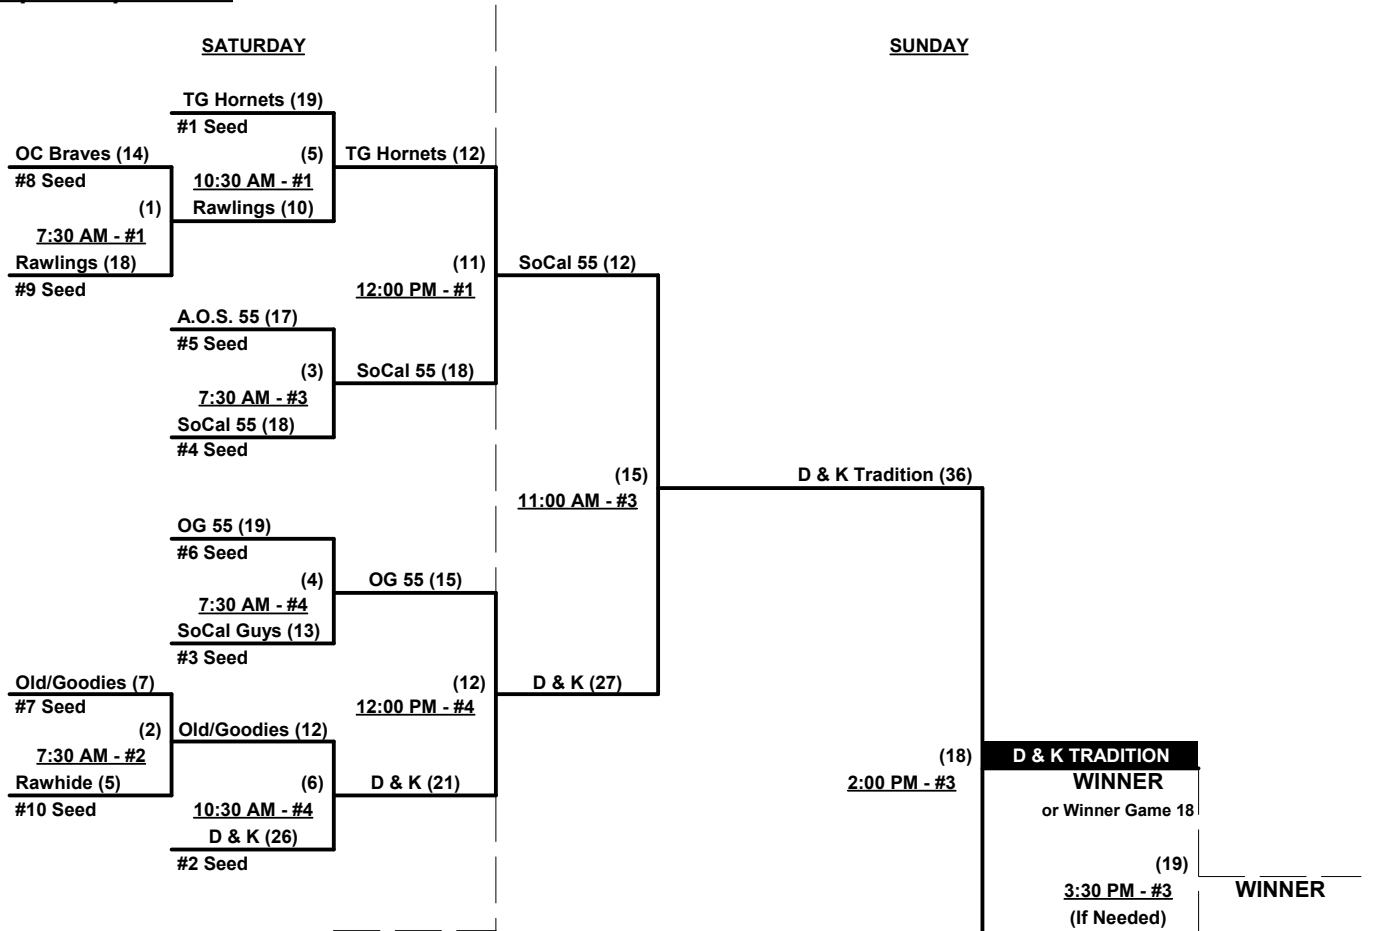 SATURDAY
SUNDAY
TG Hornets (19)
#1 Seed
OC Braves (14)
(5)
TG Hornets (12)
#8 Seed
10:30 AM - #1
(1)
Rawlings (10)
7:30 AM - #1
Rawlings (18)
(11)
SoCal 55 (12)
#9 Seed
12:00 PM - #1
A.O.S. 55 (17)
#5 Seed
(3)
SoCal 55 (18)
7:30 AM - #3
SoCal 55 (18)
#4 Seed
(15)
D & K Tradition (36)
11:00 AM - #3
OG 55 (19)
#6 Seed
(4)
OG 55 (15)
7:30 AM - #4
SoCal Guys (13)
#3 Seed
Old/Goodies (7)
(12)
D & K (27)
#7 Seed
12:00 PM - #4
(2)
Old/Goodies (12)
7:30 AM - #2
(18)
D & K TRADITION
Rawhide (5)
(6)
D & K (21)
2:00 PM - #3
WINNER
#10 Seed
10:30 AM - #4
or Winner Game 18
D & K (26)
#2 Seed
(19)
3:30 PM - #3
WINNER
(If Needed)